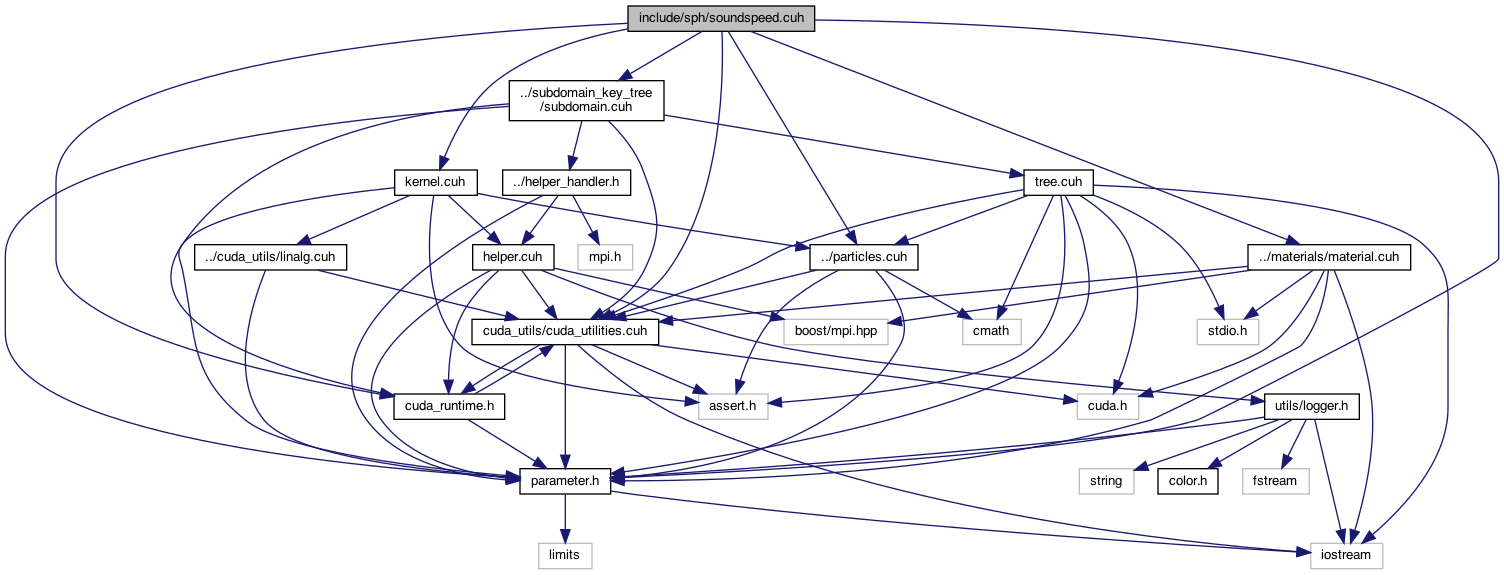 include/sph/soundspeed.cuh
../subdomain_key_tree
/subdomain.cuh
kernel.cuh
../helper_handler.h
tree.cuh
../cuda_utils/linalg.cuh
helper.cuh
mpi.h
../particles.cuh
../materials/material.cuh
cuda_utils/cuda_utilities.cuh
boost/mpi.hpp
cmath
stdio.h
cuda_runtime.h
assert.h
cuda.h
utils/logger.h
parameter.h
string
color.h
fstream
limits
iostream